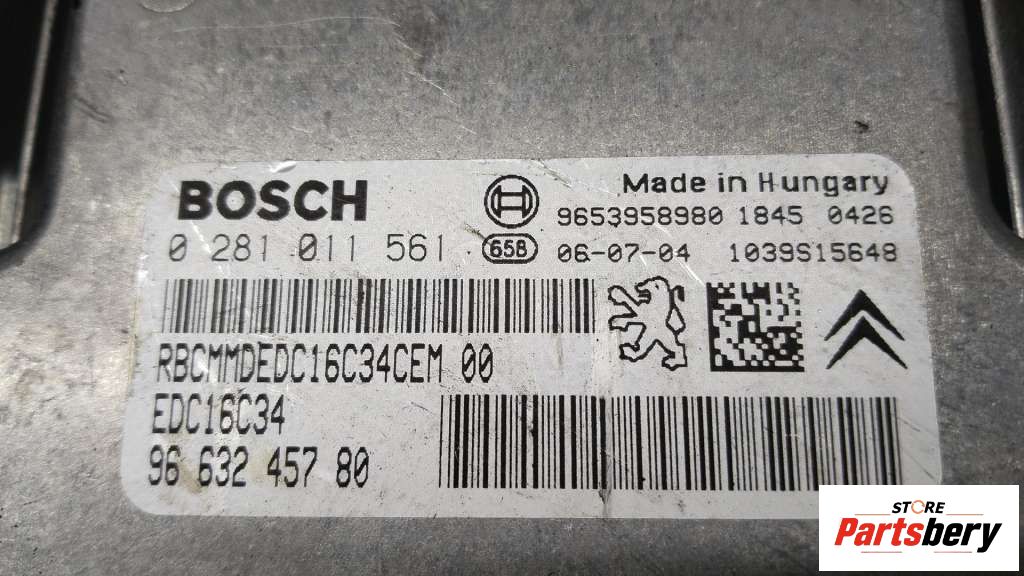 BOSCH
Made in Hungary
9653958980 1845 0426
0 281 011 561 65B 06-07-04 1039S15648
RBCMMDEDC16C34CEM 00
EDC16C34
96 632 457 80
STORE
Partsbery